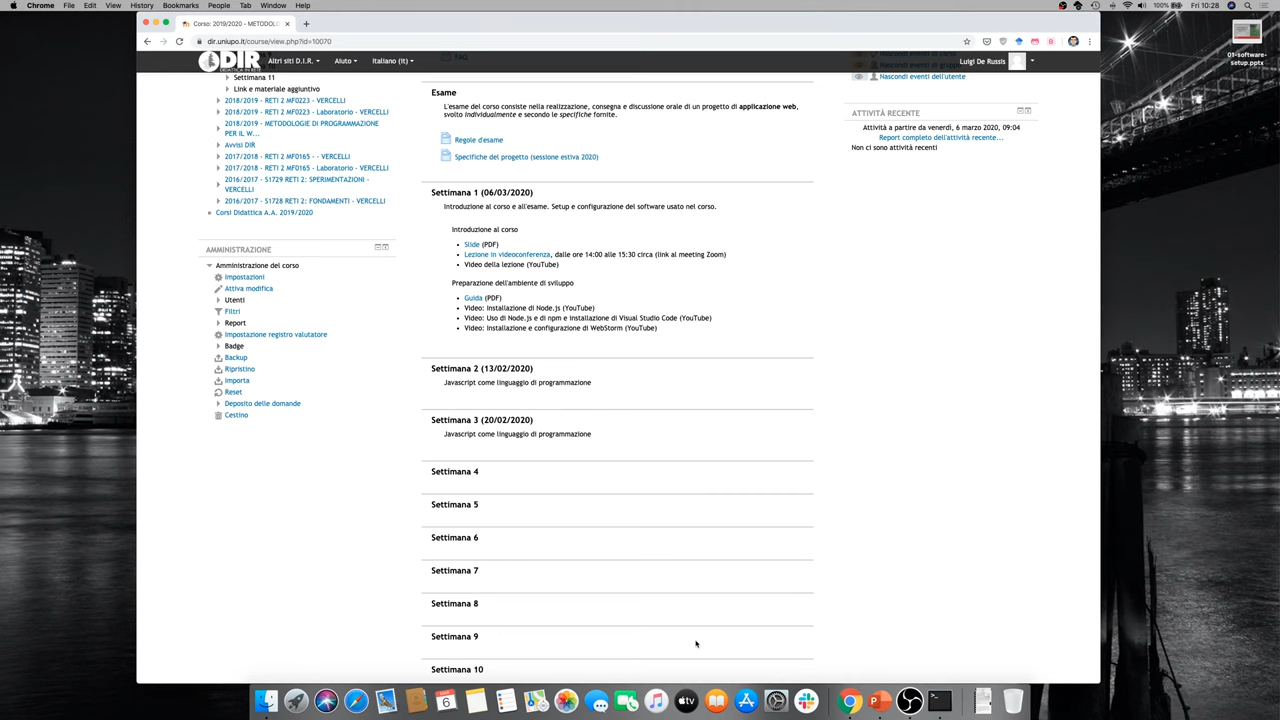 Chrome File Edit View History Bookmarks People Tab Window Help
100% Fri 10:28
Corso: 2019/2020 - METODOLO
dir.uniupo.it/course/view.php?id=10070
DIR
DIDATTICA IN RETE
Altri siti D.I.R. Aiuto Italiano (it)
Luigi De Russis
Settimana 11
Link e materiale aggiuntivo
2018/2019 - RETI 2 MF0223 - VERCELLI
2018/2019 - RETI 2 MF0223 - Laboratorio - VERCELLI
2018/2019 - METODOLOGIE DI PROGRAMMAZIONE
PER IL W...
Avvisi DIR
2017/2018 - RETI 2 MF0165 - - VERCELLI
2017/2018 - RETI 2 MF0165 - Laboratorio - VERCELLI
2016/2017 - S1729 RETI 2: SPERIMENTAZIONI -
VERCELLI
2016/2017 - S1728 RETI 2: FONDAMENTI - VERCELLI
Corsi Didattica A.A. 2019/2020
AMMINISTRAZIONE
Amministrazione del corso
Impostazioni
Attiva modifica
Utenti
Filtri
Report
Impostazione registro valutatore
Badge
Backup
Ripristino
Importa
Reset
Deposito delle domande
Cestino
FAQ
Esame
L'esame del corso consiste nella realizzazione, consegna e discussione orale di un progetto di applicazione web,
svolto individualmente e secondo le specifiche fornite.
Regole d'esame
Specifiche del progetto (sessione estiva 2020)
Settimana 1 (06/03/2020)
Introduzione al corso e all'esame. Setup e configurazione del software usato nel corso.
Introduzione al corso
Slide (PDF)
Lezione in videoconferenza, dalle ore 14:00 alle 15:30 circa (link al meeting Zoom)
Video della lezione (YouTube)
Preparazione dell'ambiente di sviluppo
Guida (PDF)
Video: installazione di Node.js (YouTube)
Video: Uso di Node.js e di npm e installazione di Visual Studio Code (YouTube)
Video: Installazione e configurazione di WebStorm (YouTube)
Settimana 2 (13/02/2020)
Javascript come linguaggio di programmazione
Settimana 3 (20/02/2020)
Javascript come linguaggio di programmazione
Settimana 4
Settimana 5
Settimana 6
Settimana 7
Settimana 8
Settimana 9
Settimana 10
Nascondi eventi di gruppo
Nascondi eventi dell'utente
ATTIVITÀ RECENTE
Attività a partire da venerdì, 6 marzo 2020, 09:04
Report completo dell'attività recente...
Non ci sono attività recenti
01-software-
setup.pptx
6
tv